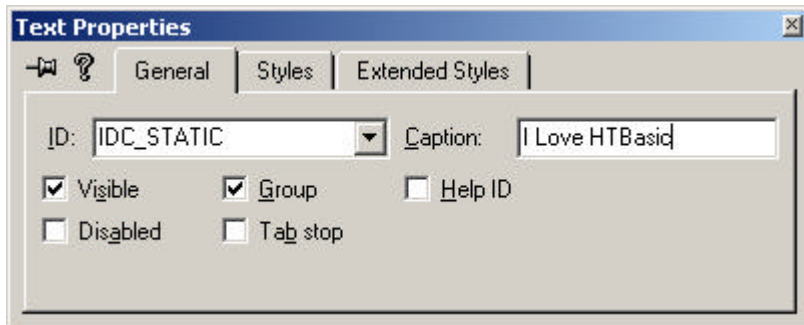 Text Properties
General Styles Extended Styles
ID: IDC_STATIC Caption: I Love HTBasic
Visible Group Help ID
Disabled Tab stop